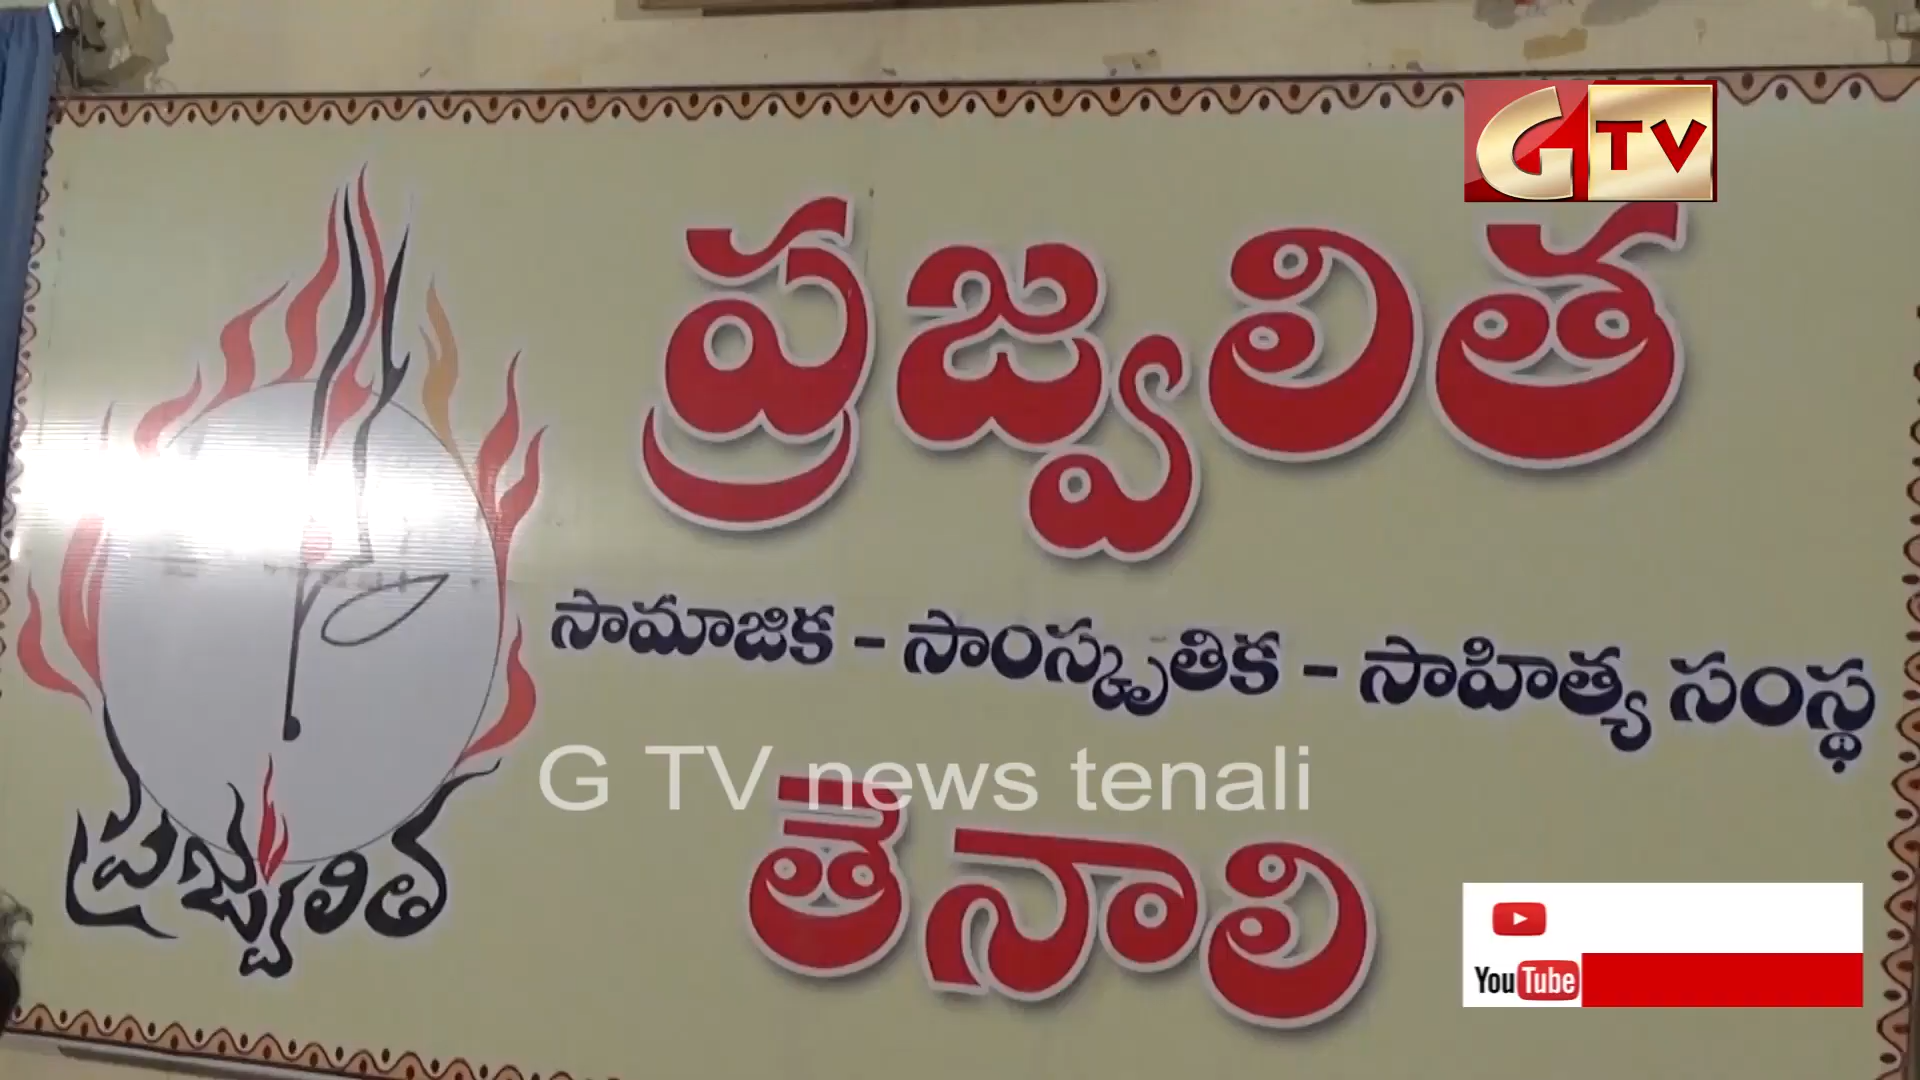 GTV
ప్రజ్వలిత
సామాజిక - సాంస్కృతిక - సాహిత్య సంస్థ
G TV news tenali
తెనాలి
ప్రజ్వలిత
YouTube